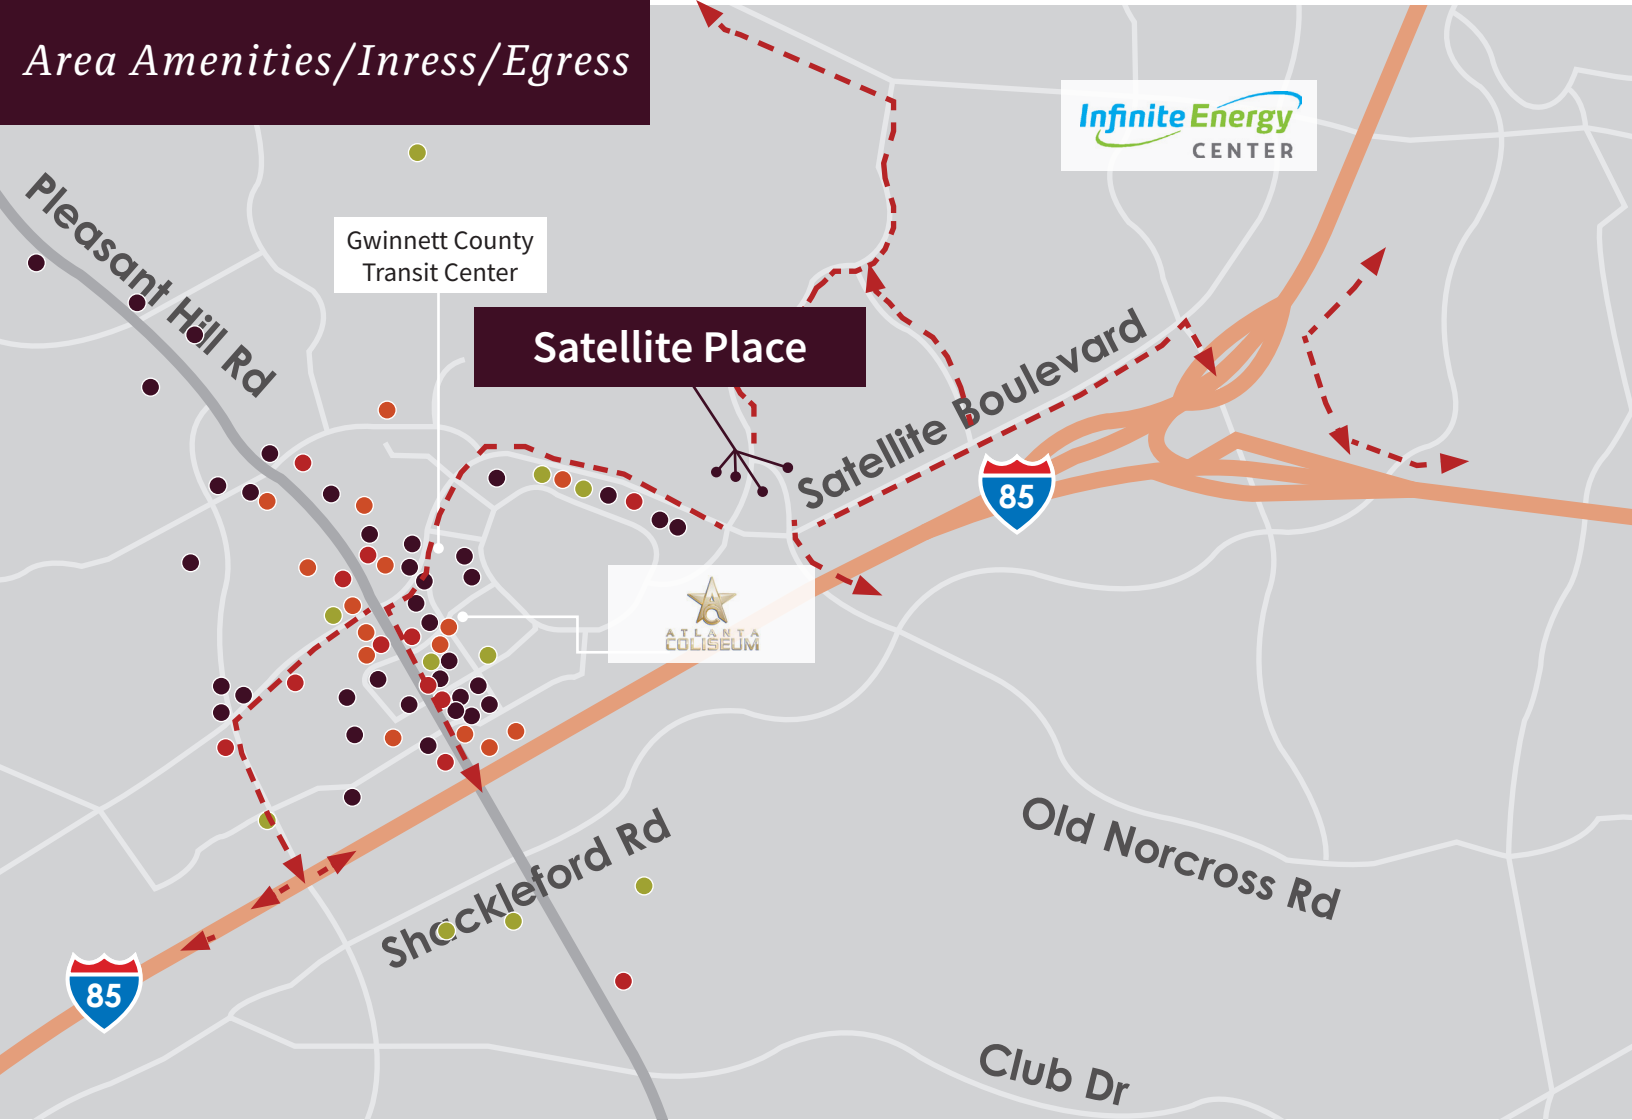 Area Amenities/Inress/Egress
Infinite Energy
CENTER
Pleasant Hill Rd
Gwinnett County
Transit Center
Satellite Place
Satellite Boulevard
85
ATLANTA
COLISEUM
Old Norcross Rd
Shackleford Rd
85
Club Dr